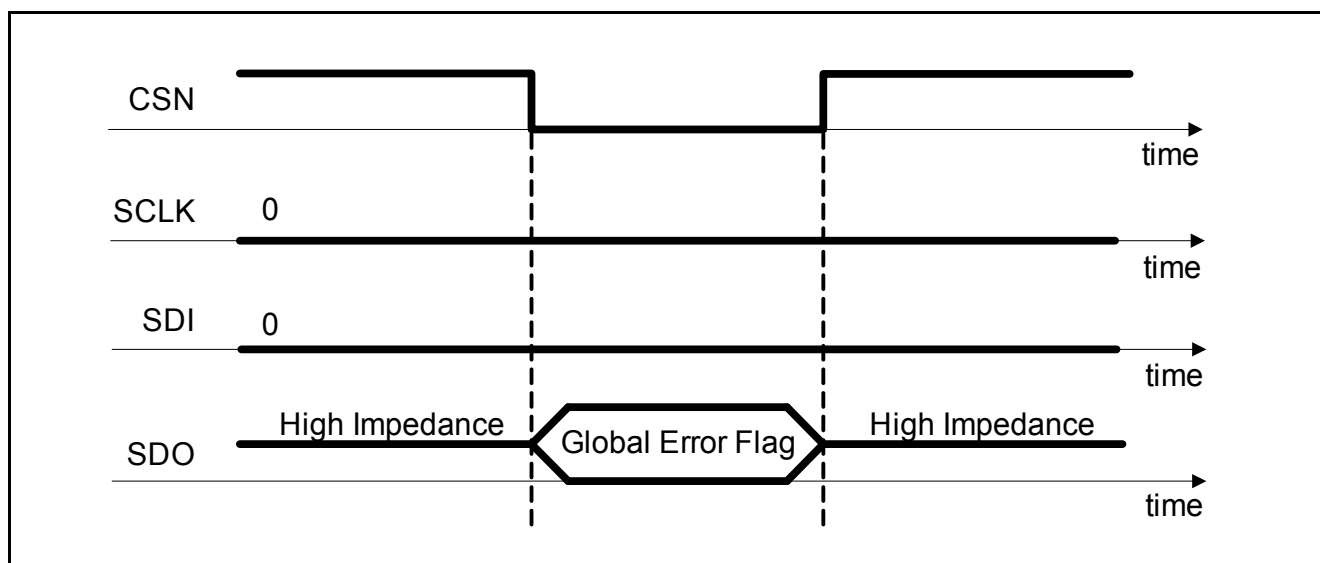 CSN
time
SCLK
0
time
SDI
0
time
High Impedance
Global Error Flag
High Impedance
SDO
time